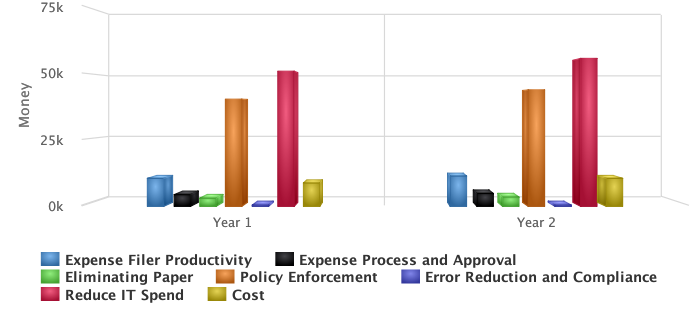 75k
50k
25k
0k
Money
Year 1
Year 2
Expense Filer Productivity
Expense Process and Approval
Eliminating Paper
Policy Enforcement
Error Reduction and Compliance
Reduce IT Spend
Cost